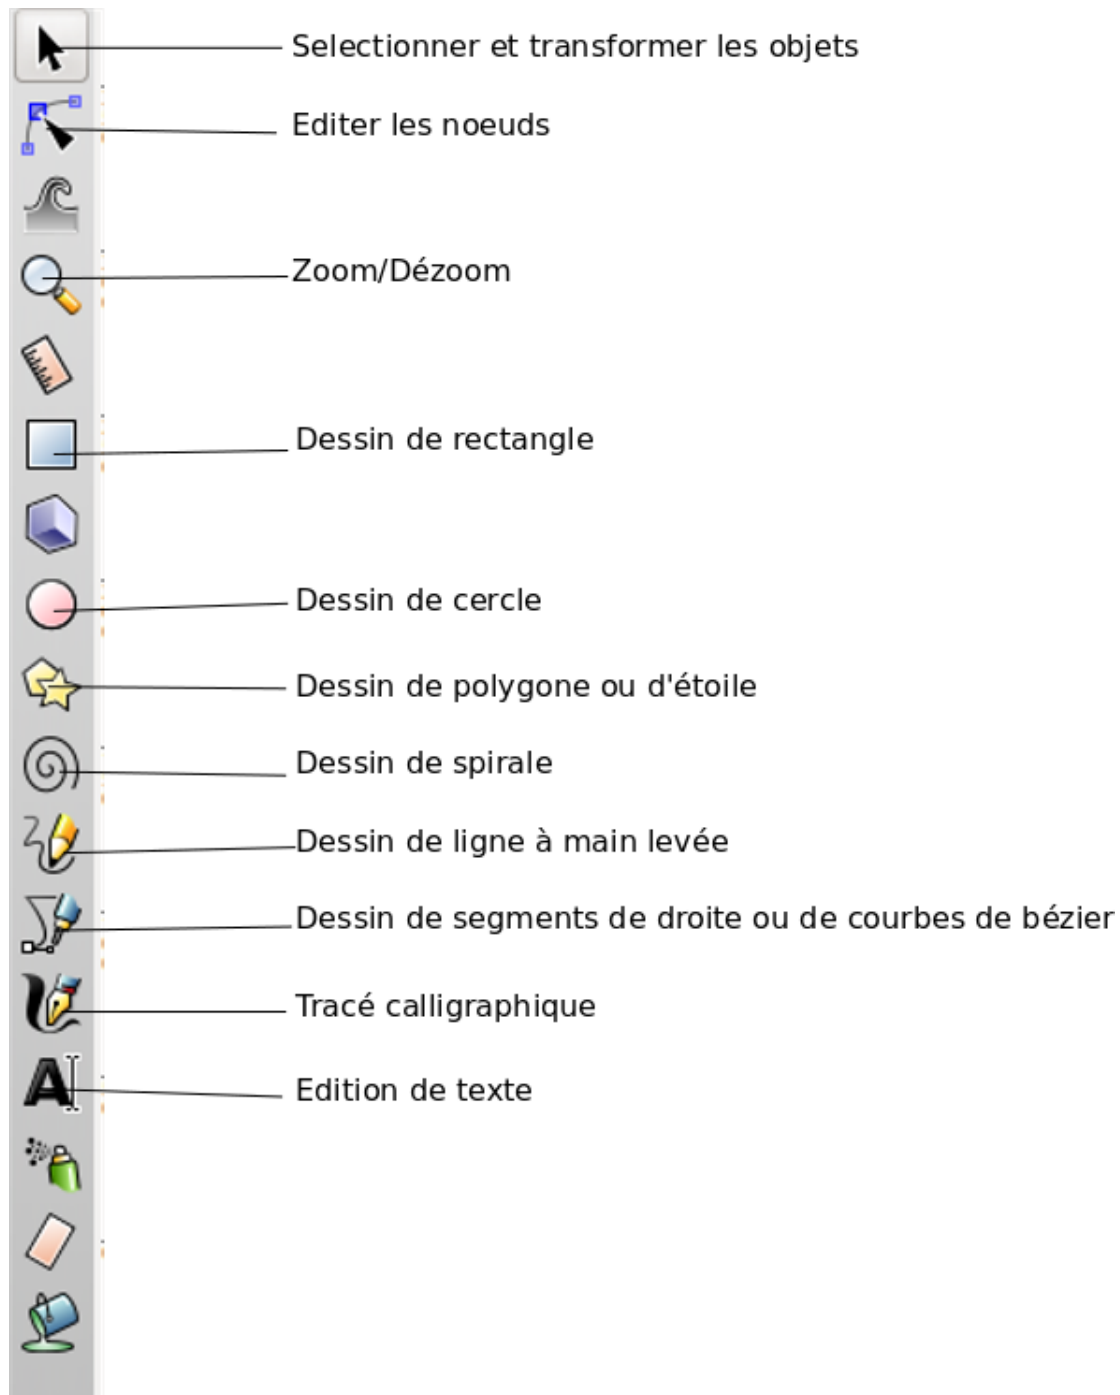 Selectionner et transformer les objets
Editer les noeuds
Zoom/Dézoom
Dessin de rectangle
Dessin de cercle
Dessin de polygone ou d'étoile
Dessin de spirale
Dessin de ligne à main levée
Dessin de segments de droite ou de courbes de bézier
Tracé calligraphique
Edition de texte